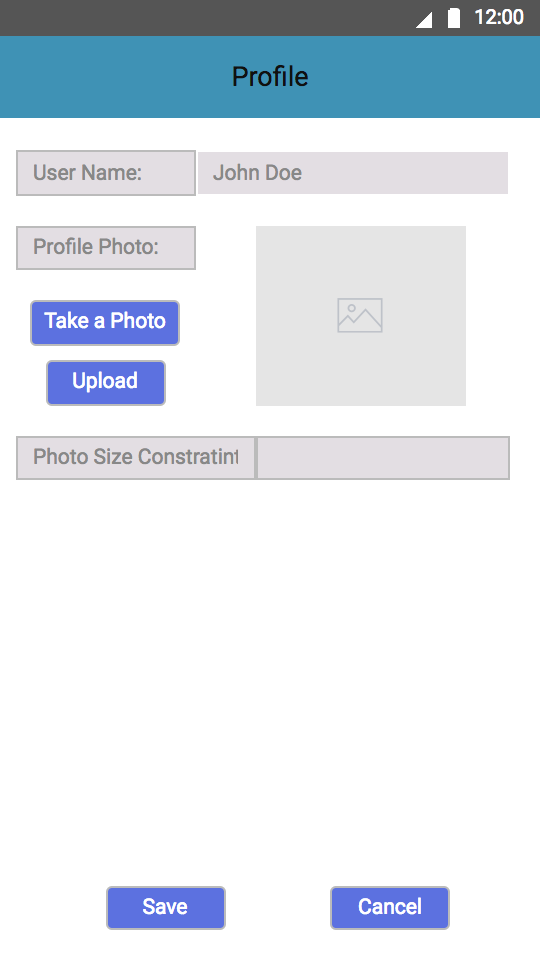 12:00
Profile
User Name: John Doe
Profile Photo:
Take a Photo
Upload
Photo Size Constratint
Save Cancel